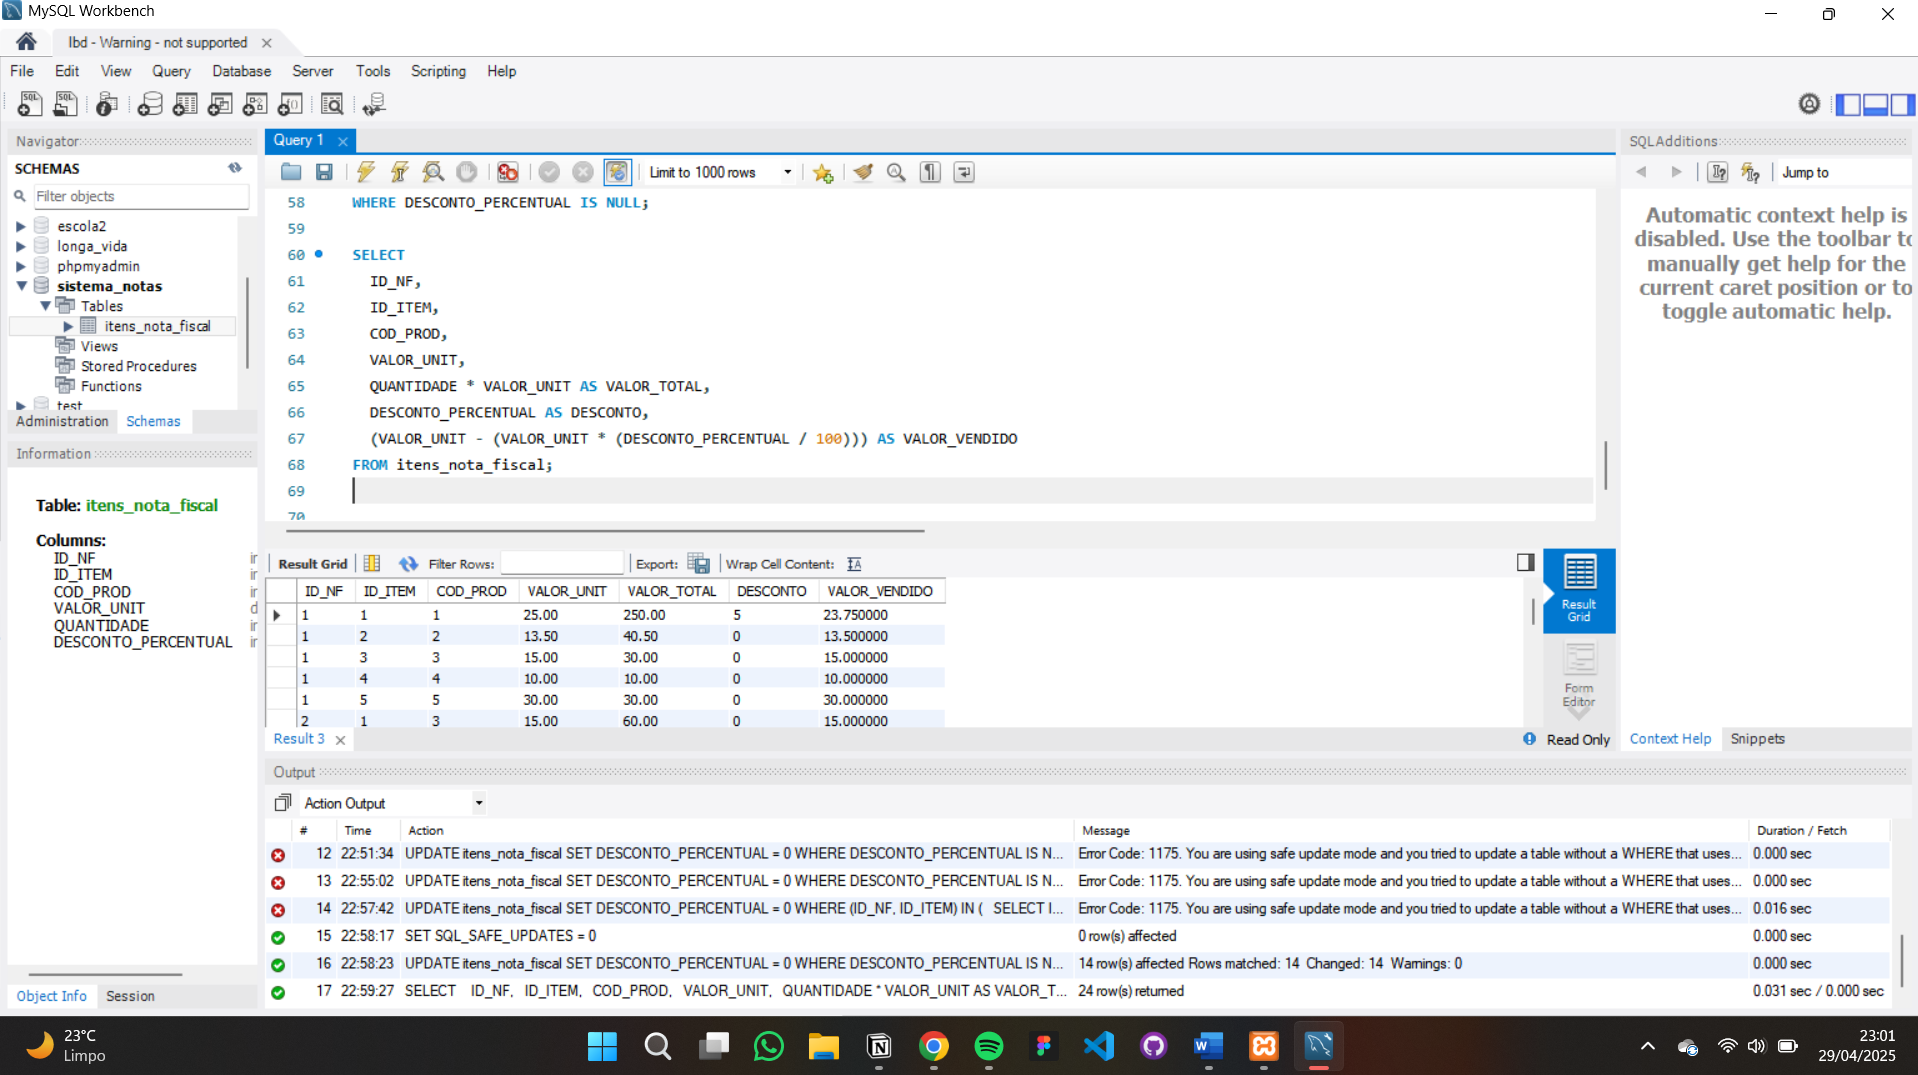 MySQL Workbench
lbd - Warning - not supported
File Edit View Query Database Server Tools Scripting Help
Navigator
SCHEMAS
Filter objects
escola2
longa_vida
phpmyadmin
sistema_notas
Tables
itens_nota_fiscal
Views
Stored Procedures
Functions
test
Administration Schemas
Information
Table: itens_nota_fiscal
Columns:
ID_NF
ID_ITEM
COD_PROD
VALOR_UNIT
QUANTIDADE
DESCONTO_PERCENTUAL
Object Info Session
Query 1
Limit to 1000 rows
58 WHERE DESCONTO_PERCENTUAL IS NULL;
59
60 SELECT
61 ID_NF,
62 ID_ITEM,
63 COD_PROD,
64 VALOR_UNIT,
65 QUANTIDADE * VALOR_UNIT AS VALOR_TOTAL,
66 DESCONTO_PERCENTUAL AS DESCONTO,
67 (VALOR_UNIT - (VALOR_UNIT * (DESCONTO_PERCENTUAL / 100))) AS VALOR_VENDIDO
68 FROM itens_nota_fiscal;
69
70
Result Grid Filter Rows: Export: Wrap Cell Content:
ID_NF ID_ITEM COD_PROD VALOR_UNIT VALOR_TOTAL DESCONTO VALOR_VENDIDO
1 1 1 25.00 250.00 5 23.750000
1 2 2 13.50 40.50 0 13.500000
1 3 3 15.00 30.00 0 15.000000
1 4 4 10.00 10.00 0 10.000000
1 5 5 30.00 30.00 0 30.000000
2 1 3 15.00 60.00 0 15.000000
Result Grid
Form Editor
Result 3
Read Only
SQLAdditions
Jump to
Automatic context help is
disabled. Use the toolbar to
manually get help for the
current caret position or to
toggle automatic help.
Context Help Snippets
Output
Action Output
# Time Action Message Duration / Fetch
12 22:51:34 UPDATE itens_nota_fiscal SET DESCONTO_PERCENTUAL = 0 WHERE DESCONTO_PERCENTUAL IS N... Error Code: 1175. You are using safe update mode and you tried to update a table without a WHERE that uses... 0.000 sec
13 22:55:02 UPDATE itens_nota_fiscal SET DESCONTO_PERCENTUAL = 0 WHERE DESCONTO_PERCENTUAL IS N... Error Code: 1175. You are using safe update mode and you tried to update a table without a WHERE that uses... 0.000 sec
14 22:57:42 UPDATE itens_nota_fiscal SET DESCONTO_PERCENTUAL = 0 WHERE (ID_NF, ID_ITEM) IN ( SELECT I... Error Code: 1175. You are using safe update mode and you tried to update a table without a WHERE that uses... 0.016 sec
15 22:58:17 SET SQL_SAFE_UPDATES = 0 0 row(s) affected 0.000 sec
16 22:58:23 UPDATE itens_nota_fiscal SET DESCONTO_PERCENTUAL = 0 WHERE DESCONTO_PERCENTUAL IS N... 14 row(s) affected Rows matched: 14 Changed: 14 Warnings: 0 0.000 sec
17 22:59:27 SELECT ID_NF, ID_ITEM, COD_PROD, VALOR_UNIT, QUANTIDADE * VALOR_UNIT AS VALOR_T... 24 row(s) returned 0.031 sec / 0.000 sec
23°C
Limpo
23:01
29/04/2025